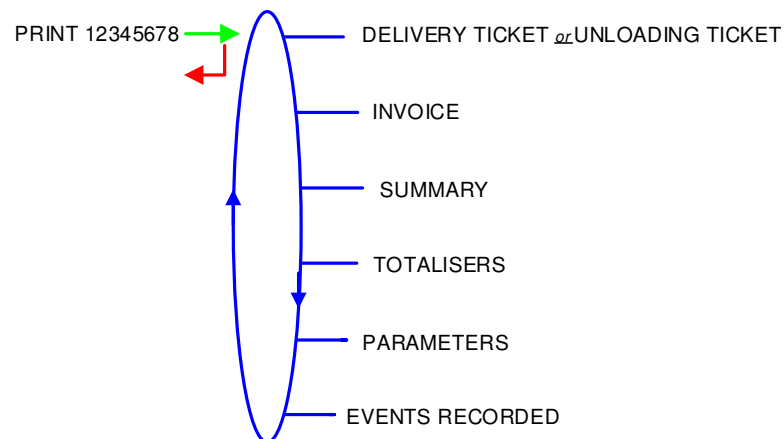 PRINT 12345678
DELIVERY TICKET or UNLOADING TICKET
INVOICE
SUMMARY
TOTALISERS
PARAMETERS
EVENTS RECORDED